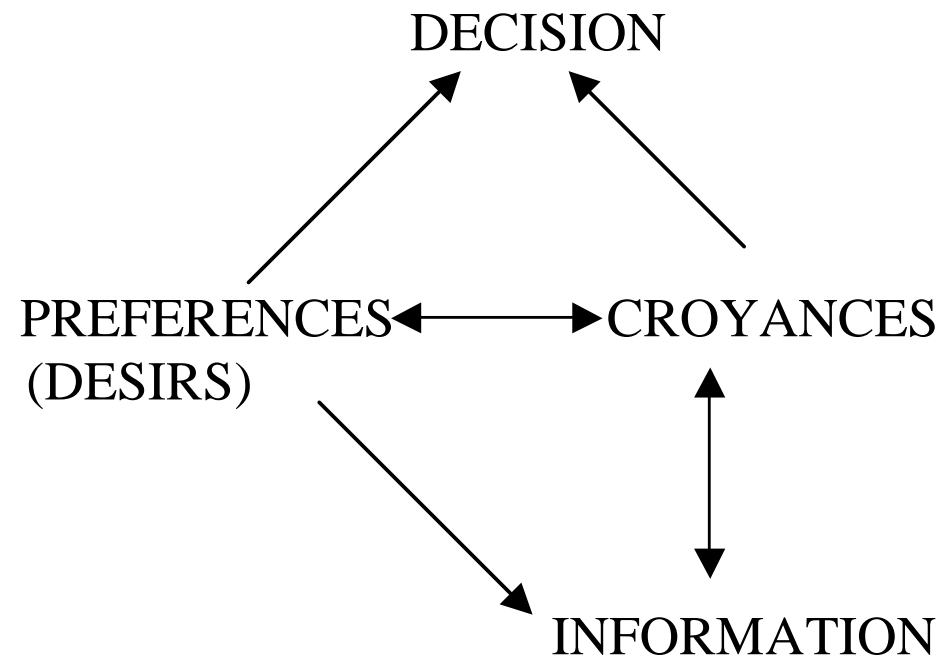 DECISION
PREFERENCES
CROYANCES
(DESIRS)
INFORMATION